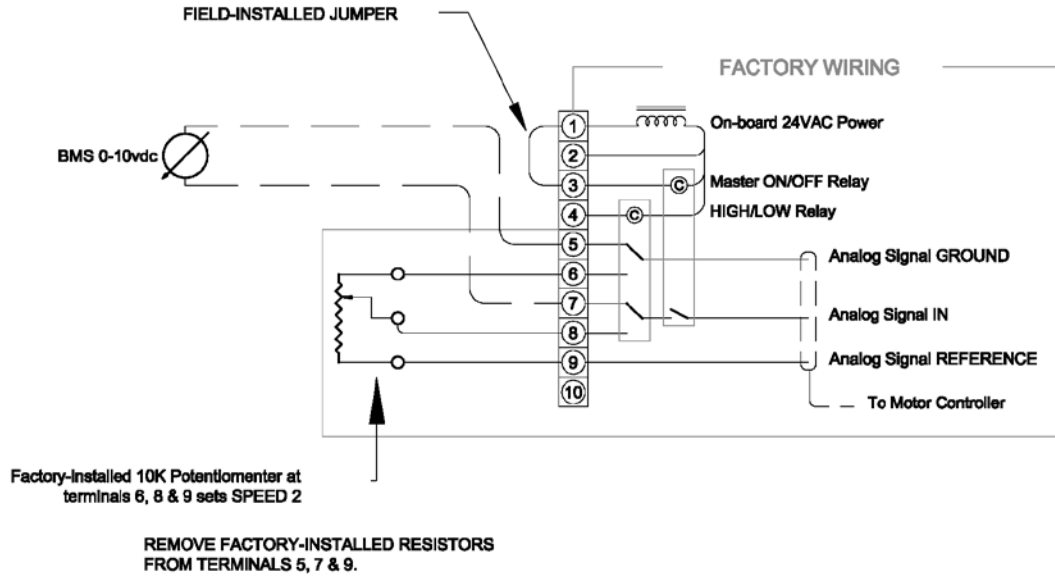 FIELD-INSTALLED JUMPER
FACTORY WIRING
BMS 0-10vdc
1
2
3
4
5
6
7
8
9
10
On-board 24VAC Power
C
Master ON/OFF Relay
C
HIGH/LOW Relay
Analog Signal GROUND
Analog Signal IN
Analog Signal REFERENCE
To Motor Controller
Factory-Installed 10K Potentiomenter at
terminals 6, 8 & 9 sets SPEED 2
REMOVE FACTORY-INSTALLED RESISTORS
FROM TERMINALS 5, 7 & 9.